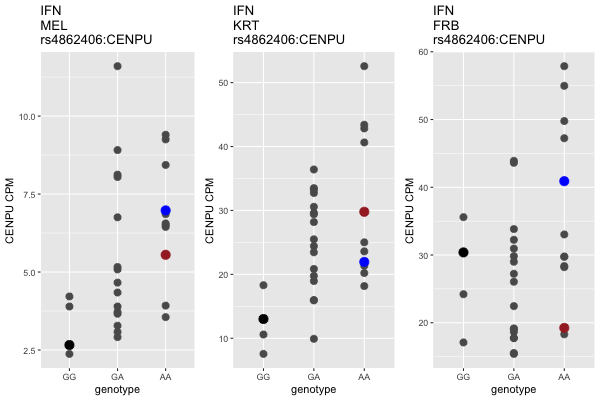 IFN
MEL
rs4862406:CENPU
10.0
7.5
5.0
2.5
CENPU CPM
GG GA AA
genotype
IFN
KRT
rs4862406:CENPU
50
40
30
20
10
CENPU CPM
GG GA AA
genotype
IFN
FRB
rs4862406:CENPU
60
50
40
30
20
CENPU CPM
GG GA AA
genotype